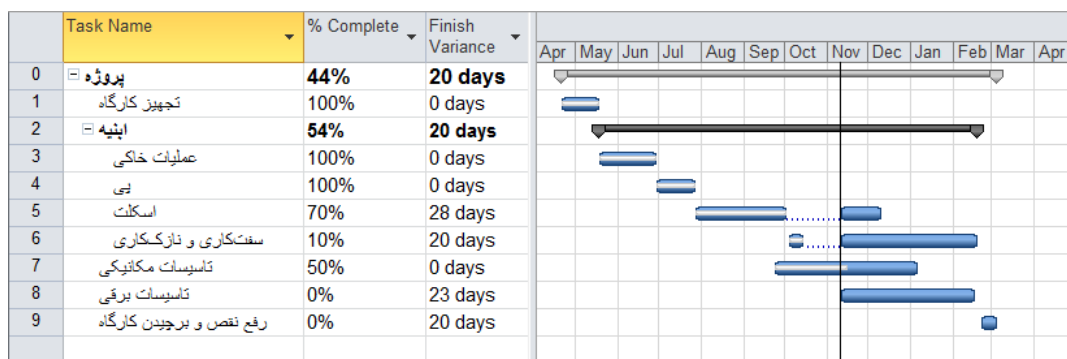 Task Name % Complete Finish Variance
Apr May Jun Jul Aug Sep Oct Nov Dec Jan Feb Mar Apr
0 پروژه 44% 20 days
1 تجهیز کارگاه 100% 0 days
2 ابنیه 54% 20 days
3 عملیات خاکی 100% 0 days
4 پی 100% 0 days
5 اسکلت 70% 28 days
6 سفت‌کاری و نازک‌کاری 10% 20 days
7 تاسیسات مکانیکی 50% 0 days
8 تاسیسات برقی 0% 23 days
9 رفع نقص و برچیدن کارگاه 0% 20 days